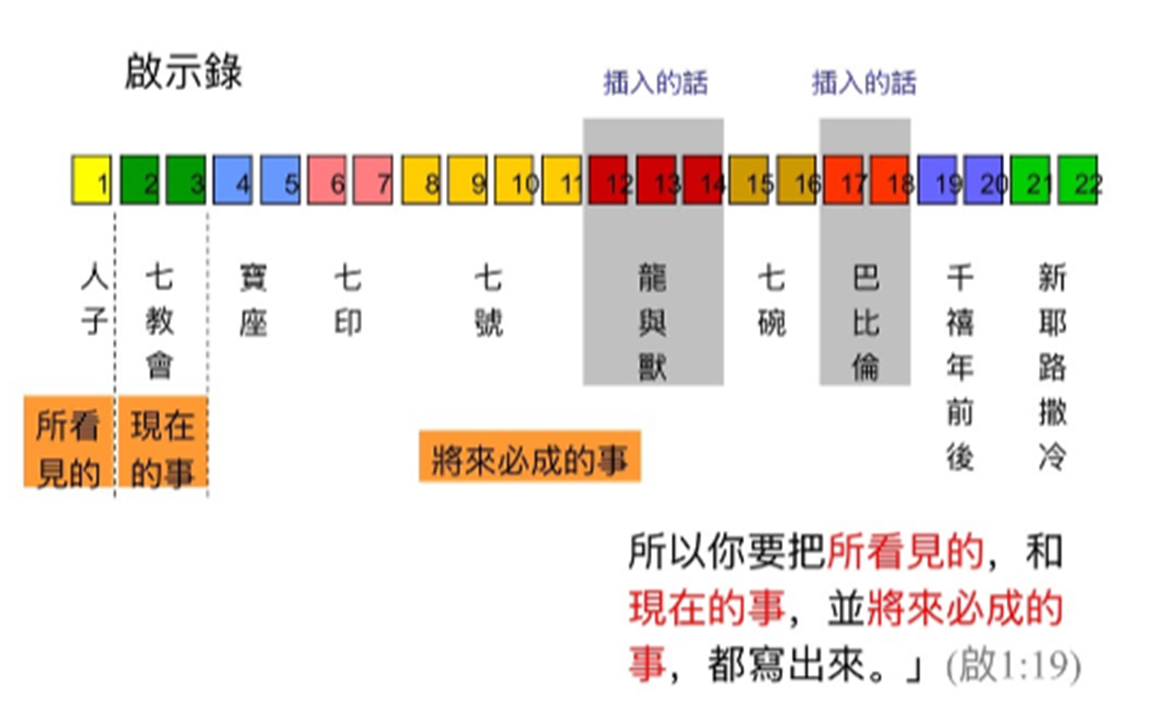 啟示錄
插入的話 插入的話
1 2 3 4 5 6 7 8 9 10 11 12 13 14 15 16 17 18 19 20 21 22
人子
七教會
寶座
七印
七號
龍與獸
七碗
巴比倫
千禧年前後
新耶路撒冷
所看
見的
現在
的事
將來必成的事
所以你要把所看見的，和
現在的事，並將來必成的
事，都寫出來。」(啟1:19)